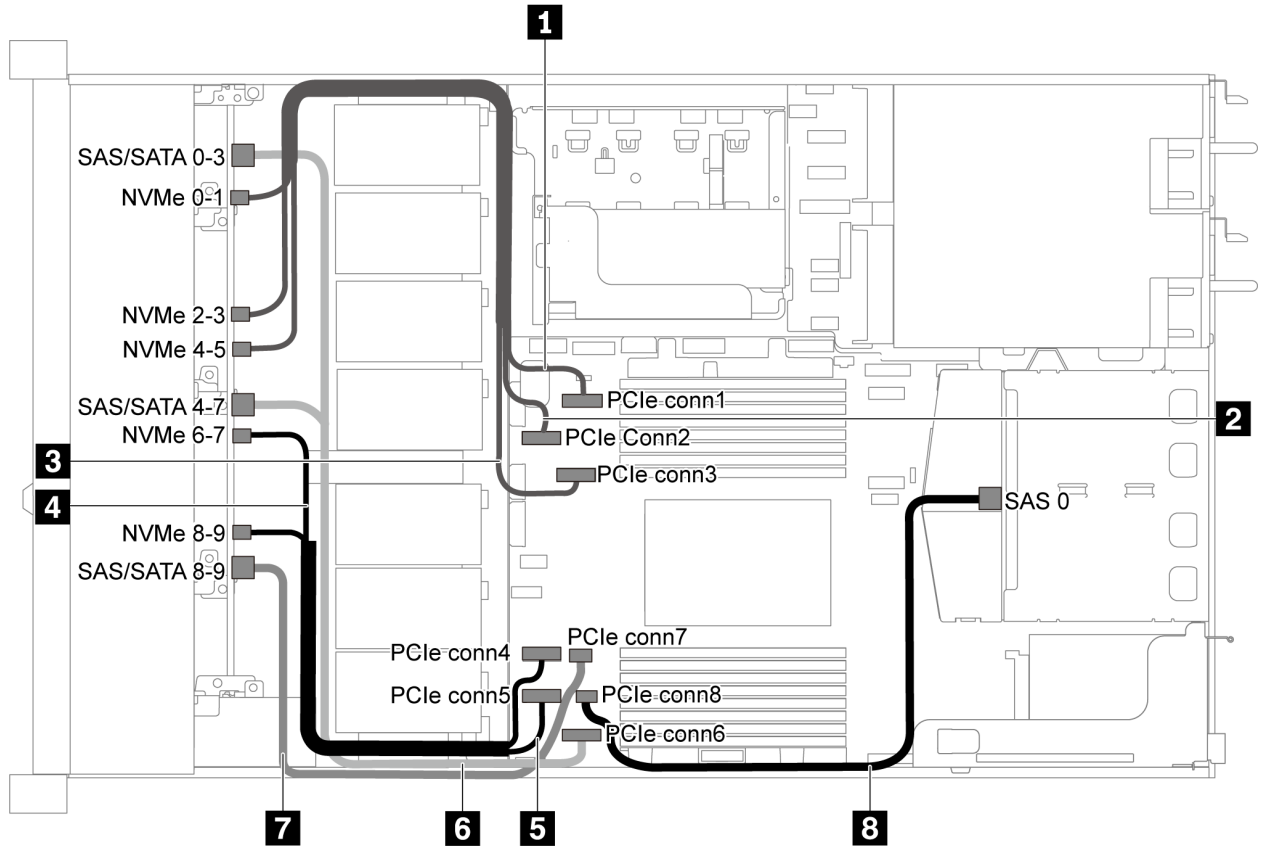 1
SAS/SATA 0-3
NVMe 0-1
NVMe 2-3
NVMe 4-5
SAS/SATA 4-7
NVMe 6-7
PCIe conn1
PCIe Conn2
2
3
PCIe conn3
4
SAS 0
NVMe 8-9
SAS/SATA 8-9
PCIe conn7
PCIe conn4
PCIe conn5
PCIe conn8
PCIe conn6
7
6
5
8